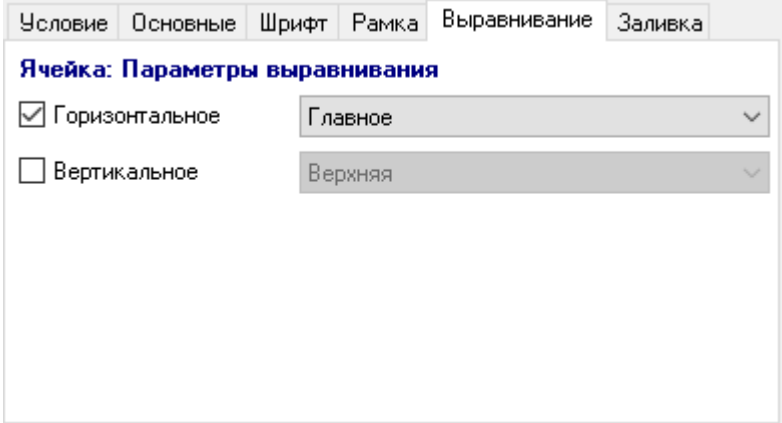 Условие Основные Шрифт Рамка Выравнивание Заливка
Ячейка: Параметры выравнивания
Горизонтальное Главное
Вертикальное Верхняя